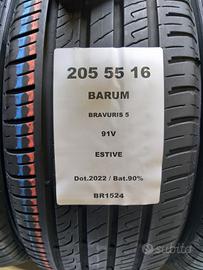 205 55 16
BARUM
BRAVURIS 5
91V
ESTIVE
Dot.2022 / Bat.90%
BR1524
subito